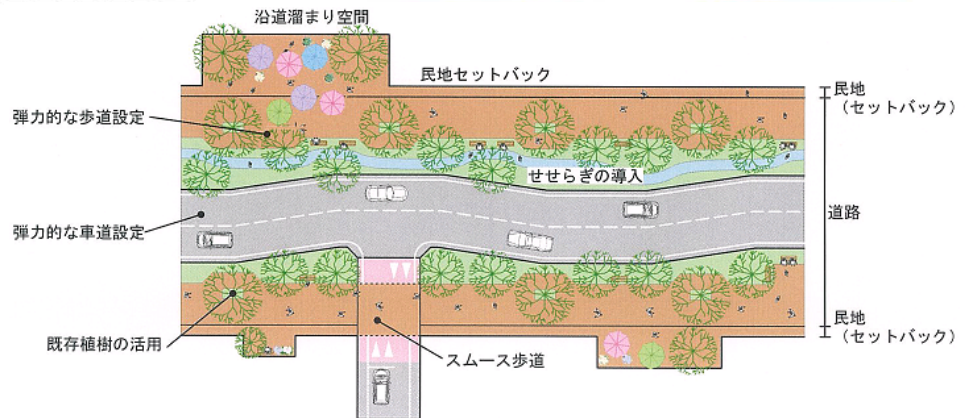 沿道溜まり空間
民地セットバック
民地
(セットバック)
弾力的な歩道設定
せせらぎの導入
道路
弾力的な車道設定
民地
(セットバック)
既存植樹の活用
スムース歩道